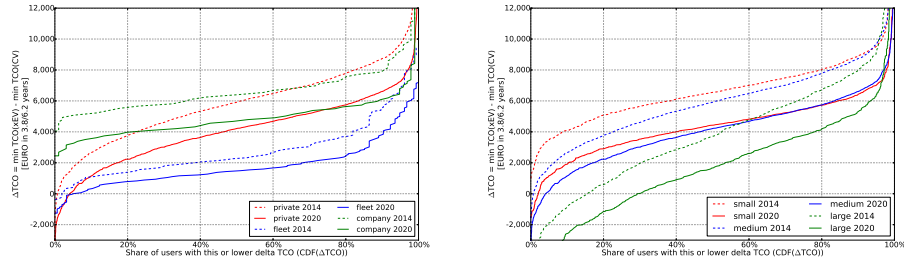 ΔTCO = min TCO(xEV) - min TCO(CV)
[EURO in 3.8/6.2 years]
12,000
10,000
8,000
6,000
4,000
2,000
0
-2,000
0%
20%
40%
60%
80%
100%
Share of users with this or lower delta TCO (CDF(ΔTCO))
private 2014
private 2020
fleet 2014
fleet 2020
company 2014
company 2020
ΔTCO = min TCO(xEV) - min TCO(CV)
[EURO in 3.8/6.2 years]
12,000
10,000
8,000
6,000
4,000
2,000
0
-2,000
0%
20%
40%
60%
80%
100%
Share of users with this or lower delta TCO (CDF(ΔTCO))
small 2014
small 2020
medium 2014
medium 2020
large 2014
large 2020